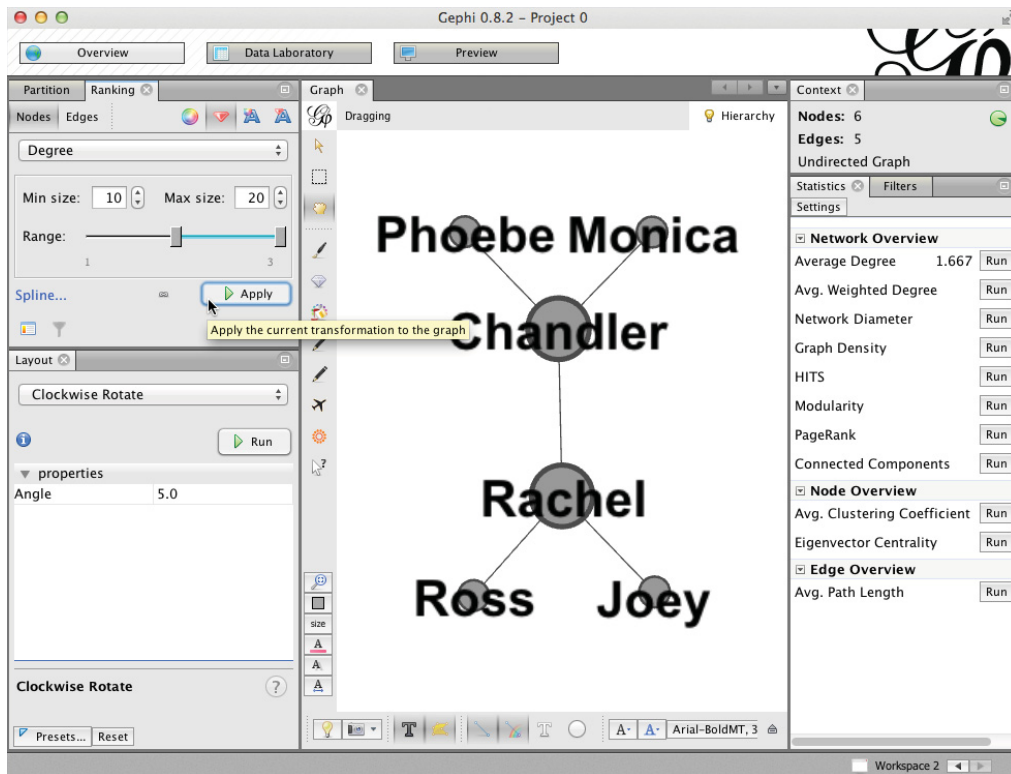 Gephi 0.8.2 – Project 0
Overview
Data Laboratory
Preview
Partition
Ranking
Nodes
Edges
Degree
Min size: 10
Max size: 20
Range:
1
3
Spline...
Apply
Apply the current transformation to the graph
Layout
Clockwise Rotate
Run
properties
Angle 5.0
Clockwise Rotate
Presets...
Reset
Graph
Dragging
Hierarchy
Phoebe
Monica
Chandler
Rachel
Ross
Joey
size
A
A
A
T
T
A-
A-
Arial-BoldMT, 3
Context
Nodes: 6
Edges: 5
Undirected Graph
Statistics
Filters
Settings
Network Overview
Average Degree 1.667 Run
Avg. Weighted Degree Run
Network Diameter Run
Graph Density Run
HITS Run
Modularity Run
PageRank Run
Connected Components Run
Node Overview
Avg. Clustering Coefficient Run
Eigenvector Centrality Run
Edge Overview
Avg. Path Length Run
Workspace 2